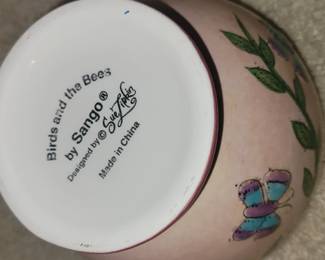 Birds and the Bees
by Sango®
Designed by © Sue Zipkin
Made in China